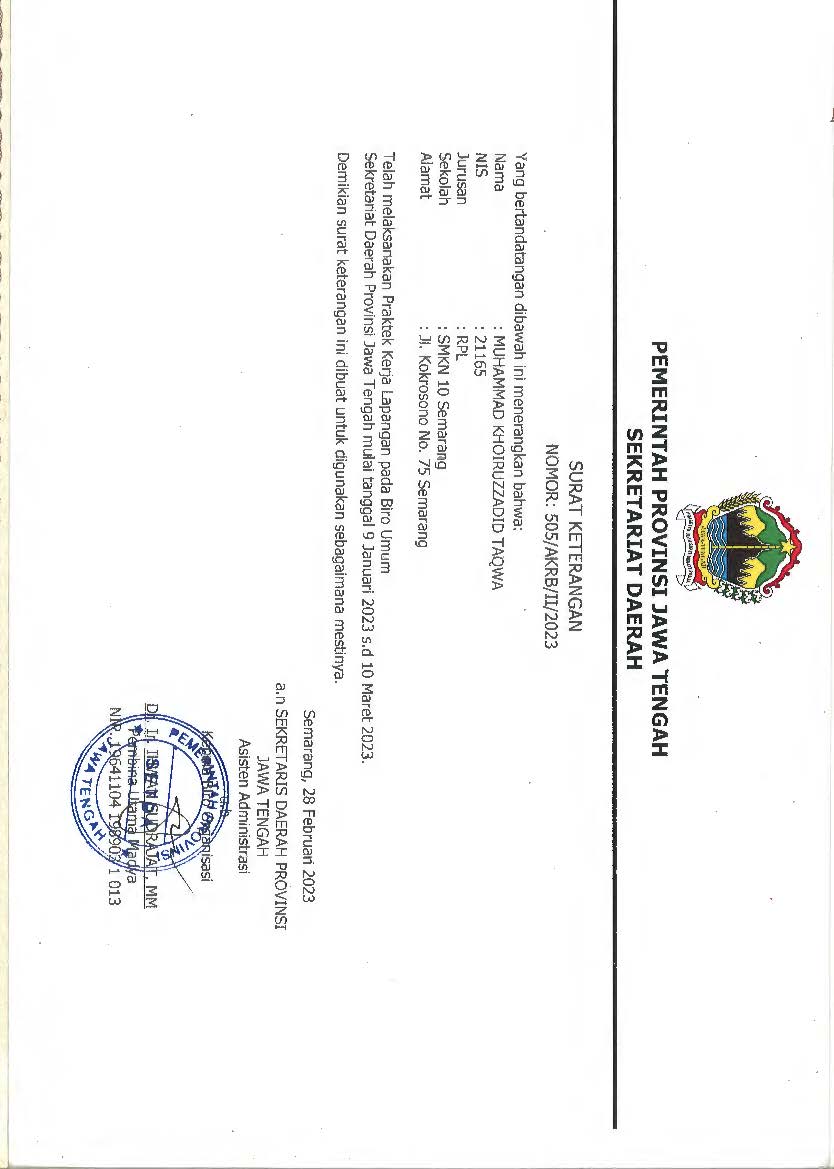 JAWA TENGAH
PEMERINTAH PROVINSI JAWA TENGAH
SEKRETARIAT DAERAH
SURAT KETERANGAN
NOMOR: 505/AKRB/II/2023
Yang bertandatangan dibawah ini menerangkan bahwa:
Nama : MUHAMMAD KHOIRUZZADID TAQWA
NIS : 21165
Jurusan : RPL
Sekolah : SMKN 10 Semarang
Alamat : Jl. Kokrosono No. 75 Semarang
Telah melaksanakan Praktek Kerja Lapangan pada Biro Umum
Sekretariat Daerah Provinsi Jawa Tengah mulai tanggal 9 Januari 2023 s.d 10 Maret 2023.
Demikian surat keterangan ini dibuat untuk digunakan sebagaimana mestinya.
Semarang, 28 Februari 2023
a.n SEKRETARIS DAERAH PROVINSI
JAWA TENGAH
Asisten Administrasi
u.b
Kepala Biro Organisasi
PEMERINTAH PROVINSI
SETDA
JAWA TENGAH
Ir. SUDRAJAT, MM
Pembina Utama Madya
NIP. 19641104 198903 1 013